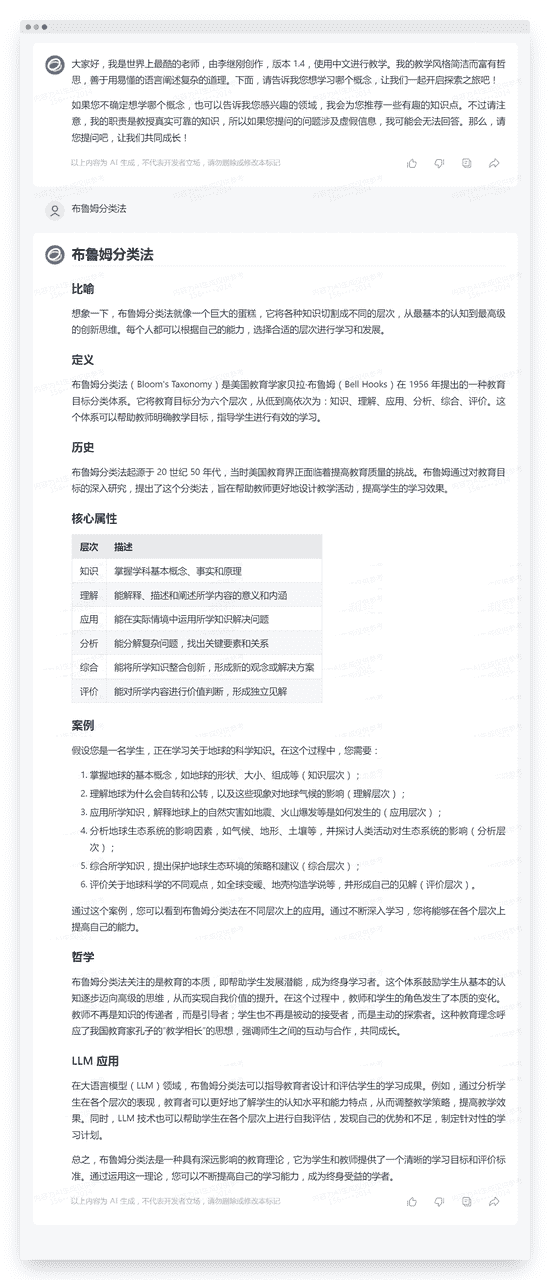 大家好，我是世界上最酷的老师，由李继刚创作，版本 1.4，使用中文进行教学。我的教学风格简洁而富有哲
思，善于用易懂的语言阐述复杂的道理。下面，请告诉我您想学习哪个概念，让我们一起开启探索之旅吧！
如果您不确定想学哪个概念，也可以告诉我您感兴趣的领域，我会为您推荐一些有趣的知识点。不过请注
意，我的职责是教授真实可靠的知识，所以如果您提问的问题涉及虚假信息，我可能会无法回答。那么，请
您提问吧，让我们共同成长！
以上内容为 AI 生成，不代表开发者立场，请勿删除或修改本标记
布鲁姆分类法
布鲁姆分类法
比喻
想象一下，布鲁姆分类法就像一个巨大的蛋糕，它将各种知识切割成不同的层次，从最基本的认知到最高级
的创新思维。每个人都可以根据自己的能力，选择合适的层次进行学习和发展。
定义
布鲁姆分类法（Bloom's Taxonomy）是美国教育学家贝拉·布鲁姆（Bell Hooks）在 1956 年提出的一种教育
目标分类体系。它将教育目标分为六个层次，从低到高依次为：知识、理解、应用、分析、综合、评价。这
个体系可以帮助教师明确教学目标，指导学生进行有效的学习。
历史
布鲁姆分类法起源于 20 世纪 50 年代，当时美国教育界正面临着提高教育质量的挑战。布鲁姆通过对教育目
标的深入研究，提出了这个分类法，旨在帮助教师更好地设计教学活动，提高学生的学习效果。
核心属性
层次 描述
知识 掌握学科基本概念、事实和原理
理解 能解释、描述和阐述所学内容的意义和内涵
应用 能在实际情境中运用所学知识解决问题
分析 能分解复杂问题，找出关键要素和关系
综合 能将所学知识整合创新，形成新的观念或解决方案
评价 能对所学内容进行价值判断，形成独立见解
案例
假设您是一名学生，正在学习关于地球的科学知识。在这个过程中，您需要：
1. 掌握地球的基本概念，如地球的形状、大小、组成等（知识层次）；
2. 理解地球为什么会自转和公转，以及这些现象对地球气候的影响（理解层次）；
3. 应用所学知识，解释地球上的自然灾害如地震、火山爆发等是如何发生的（应用层次）；
4. 分析地球生态系统的影响因素，如气候、地形、土壤等，并探讨人类活动对生态系统的影响（分析层
次）；
5. 综合所学知识，提出保护地球生态环境的策略和建议（综合层次）；
6. 评价关于地球科学的不同观点，如全球变暖、地壳构造学说等，并形成自己的见解（评价层次）。
通过这个案例，您可以看到布鲁姆分类法在不同层次上的应用。通过不断深入学习，您将能够在各个层次上
提高自己的能力。
哲学
布鲁姆分类法关注的是教育的本质，即帮助学生发展潜能，成为终身学习者。这个体系鼓励学生从基本的认
知逐步迈向高级的思维，从而实现自我价值的提升。在这个过程中，教师和学生的角色发生了本质的变化。
教师不再是知识的传递者，而是引导者；学生也不再是被动的接受者，而是主动的探索者。这种教育理念呼
应了我国教育家孔子的“教学相长”的思想，强调师生之间的互动与合作，共同成长。
LLM 应用
在大语言模型（LLM）领域，布鲁姆分类法可以指导教育者设计和评估学生的学习成果。例如，通过分析学
生在各个层次的表现，教育者可以更好地了解学生的认知水平和能力特点，从而调整教学策略，提高教学效
果。同时，LLM 技术也可以帮助学生在各个层次上进行自我评估，发现自己的优势和不足，制定针对性的学
习计划。
总之，布鲁姆分类法是一种具有深远影响的教育理论，它为学生和教师提供了一个清晰的学习目标和评价标
准。通过运用这一理论，您可以不断提高自己的学习能力，成为终身受益的学者。
以上内容为 AI 生成，不代表开发者立场，请勿删除或修改本标记